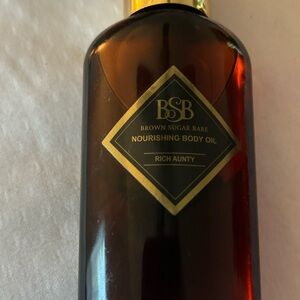 BSB
BROWN SUGAR BABE
NOURISHING BODY OIL
RICH AUNTY